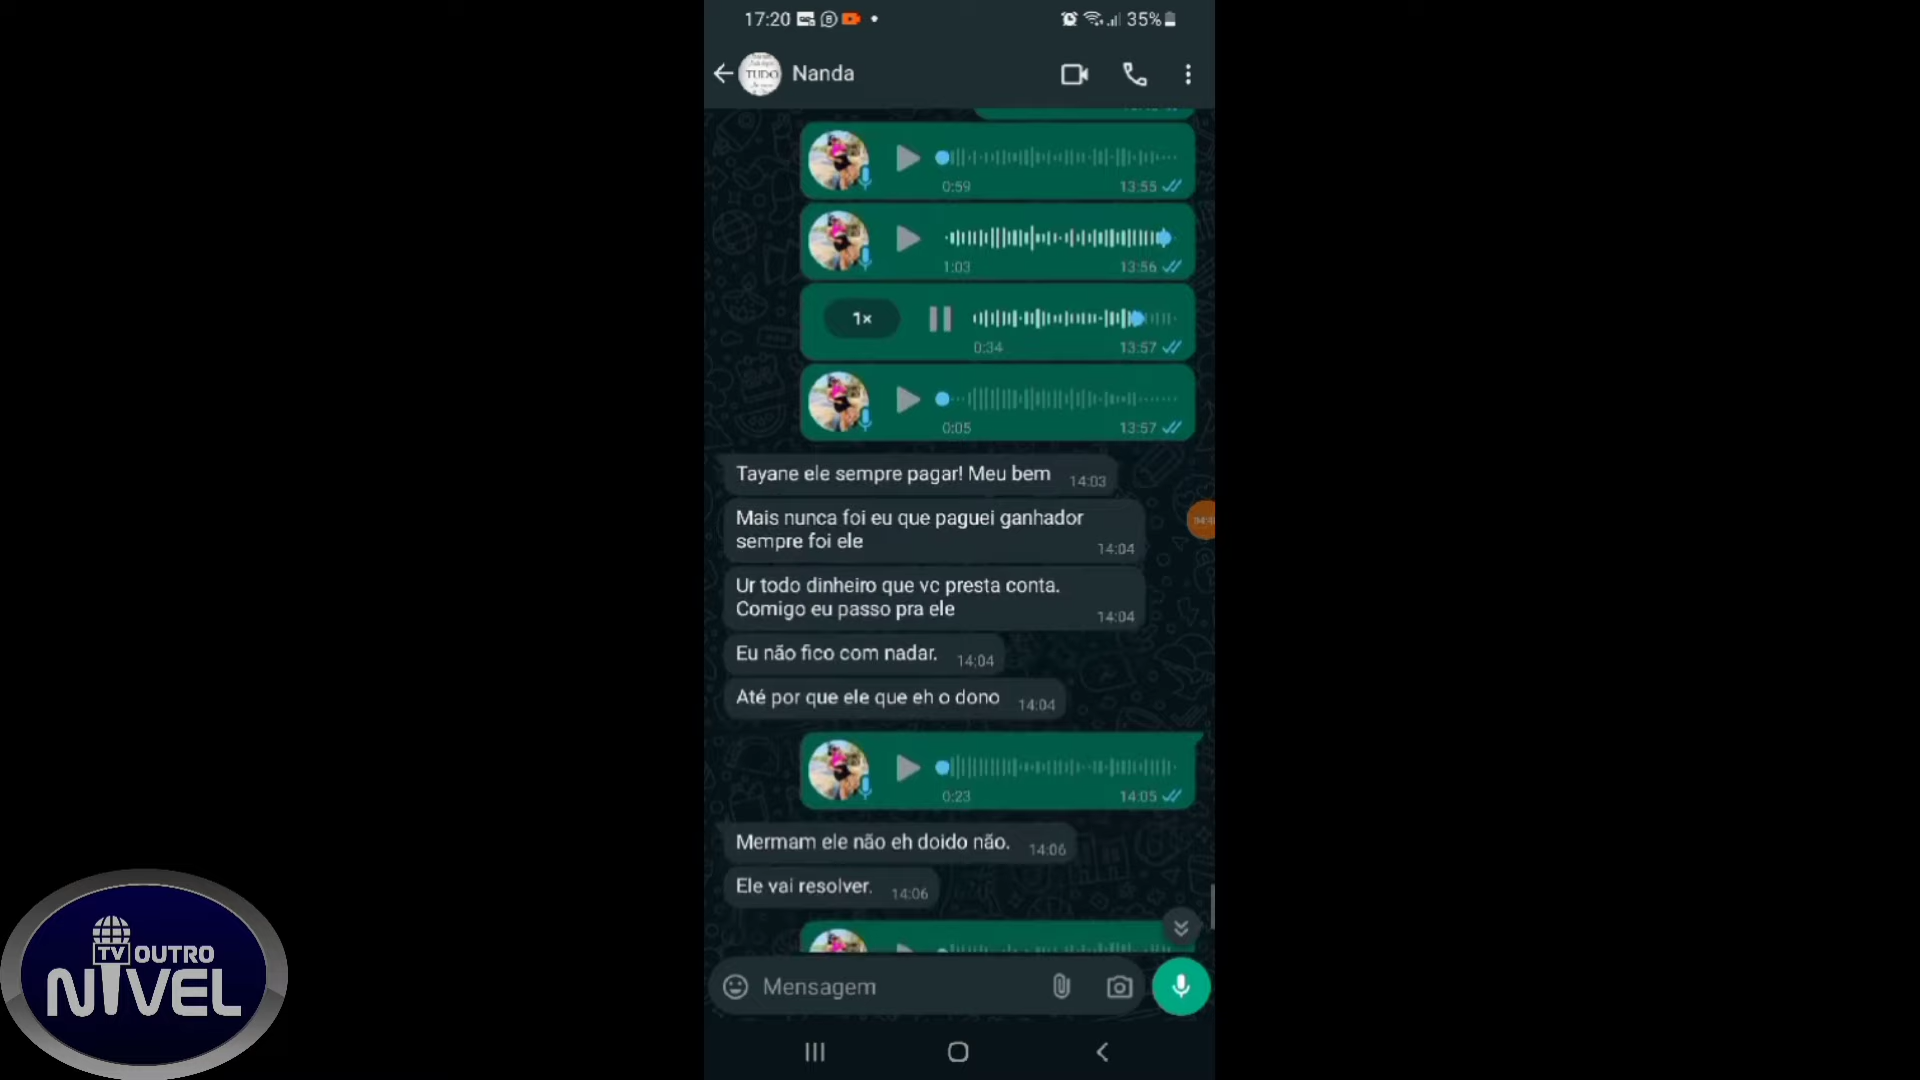 17:20
35%
TUDO
Nanda
0:59 13:55
1:03 13:56
1×
0:34 13:57
0:05 13:57
Tayane ele sempre pagar! Meu bem 14:03
Mais nunca foi eu que paguei ganhador
sempre foi ele 14:04
Ur todo dinheiro que vc presta conta.
Comigo eu passo pra ele 14:04
Eu não fico com nadar. 14:04
Até por que ele que eh o dono 14:04
0:23 14:05
Mermam ele não eh doido não. 14:06
Ele vai resolver. 14:06
Mensagem
TV OUTRO
NIVEL